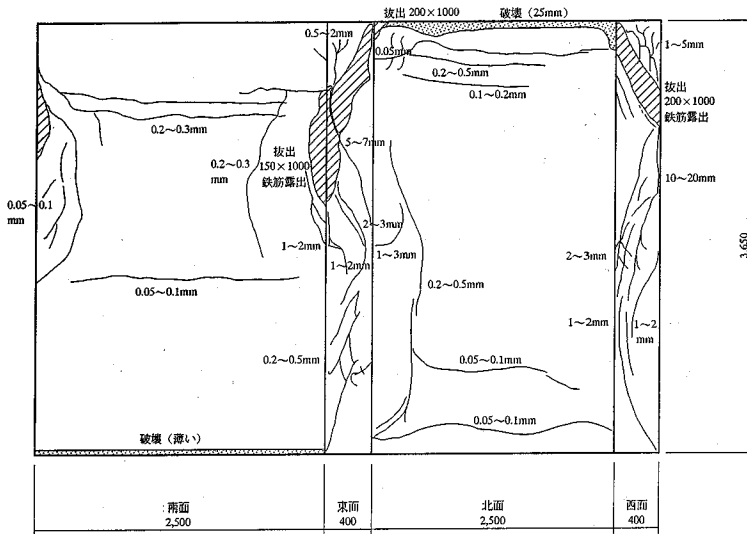 抜出 200×1000
破壊 (25mm)
0.5～2mm
0.05mm
1～5mm
0.2～0.5mm
0.1～0.2mm
抜出
200×1000
鉄筋露出
0.2～0.3mm
5～7mm
抜出
150×1000
鉄筋露出
0.2～0.3
mm
10～20mm
0.05～0.1
mm
2～3mm
1～2mm
1～3mm
2～3mm
1～2mm
0.05～0.1mm
0.2～0.5mm
1～2mm
1～2
mm
0.2～0.5mm
0.05～0.1mm
0.05～0.1mm
破壊 (薄い)
3,650
南面
2,500
東面
400
北面
2,500
西面
400